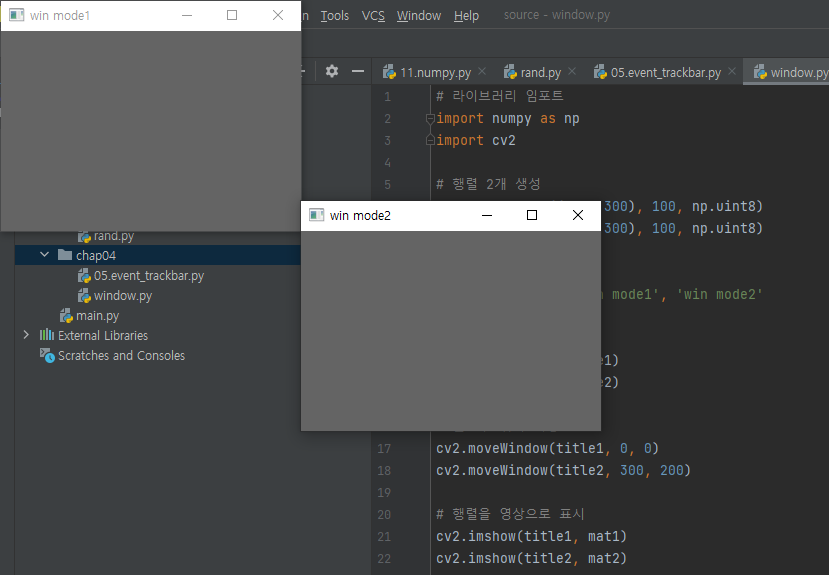 win mode1
n Tools VCS Window Help source - window.py
11.numpy.py rand.py 05.event_trackbar.py window.py
1 # 라이브러리 임포트
2 import numpy as np
3 import cv2
4
5 # 행렬 2개 생성
300), 100, np.uint8)
300), 100, np.uint8)
mode1', 'win mode2'
e1)
e2)
win mode2
rand.py
chap04
05.event_trackbar.py
window.py
main.py
External Libraries
Scratches and Consoles
17 cv2.moveWindow(title1, 0, 0)
18 cv2.moveWindow(title2, 300, 200)
19
20 # 행렬을 영상으로 표시
21 cv2.imshow(title1, mat1)
22 cv2.imshow(title2, mat2)